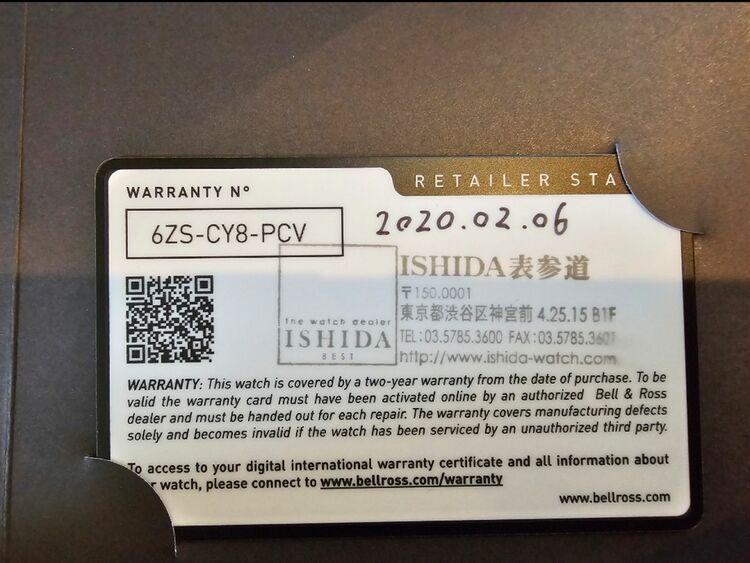 WARRANTY Nº
RETAILER STA
6ZS-CY8-PCV
2020.02.06
the watch dealer
ISHIDA
BEST
ISHIDA表参道
〒150.0001
東京都渋谷区神宮前 4.25.15 B1F
TEL:03.5785.3600 FAX:03.5785.3601
http://www.ishida-watch.com
WARRANTY: This watch is covered by a two-year warranty from the date of purchase. To be
valid the warranty card must have been activated online by an authorized Bell & Ross
dealer and must be handed out for each repair. The warranty covers manufacturing defects
solely and becomes invalid if the watch has been serviced by an unauthorized third party.
To access to your digital international warranty certificate and all information about
r watch, please connect to www.bellross.com/warranty
www.bellross.com